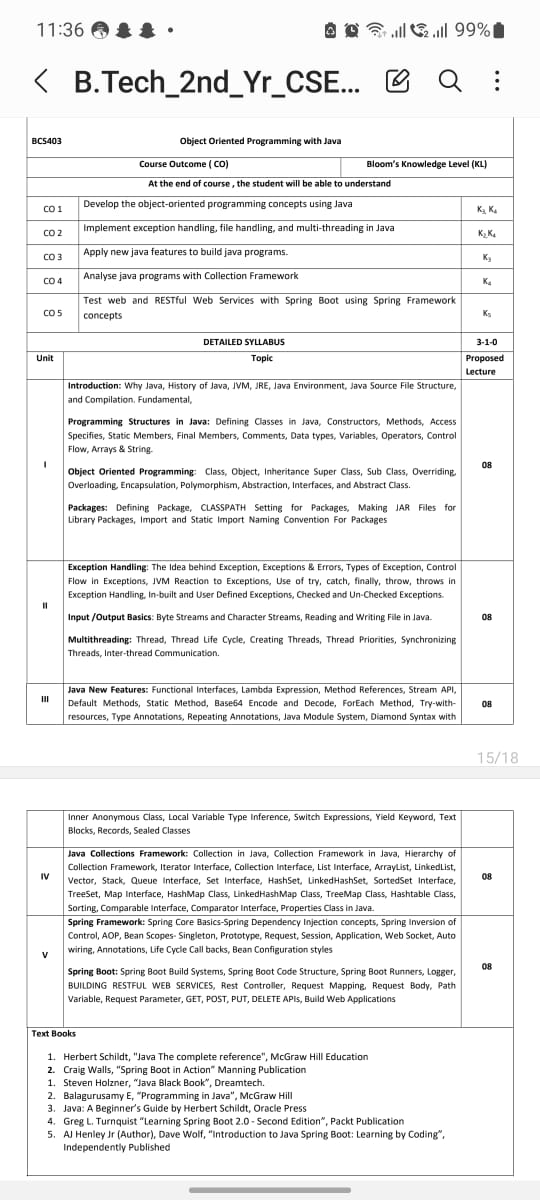 11:36
99%
B.Tech_2nd_Yr_CSE...
BCS403 Object Oriented Programming with Java
Course Outcome ( CO) Bloom's Knowledge Level (KL)
At the end of course , the student will be able to understand
CO 1 Develop the object-oriented programming concepts using Java K3, K4
CO 2 Implement exception handling, file handling, and multi-threading in Java K2,K4
CO 3 Apply new java features to build java programs. K3
CO 4 Analyse java programs with Collection Framework K4
Test web and RESTful Web Services with Spring Boot using Spring Framework
CO 5 concepts K5
DETAILED SYLLABUS 3-1-0
Unit Topic Proposed
Lecture
Introduction: Why Java, History of Java, JVM, JRE, Java Environment, Java Source File Structure,
and Compilation. Fundamental,
Programming Structures in Java: Defining Classes in Java, Constructors, Methods, Access
Specifies, Static Members, Final Members, Comments, Data types, Variables, Operators, Control
Flow, Arrays & String.
I 08
Object Oriented Programming: Class, Object, Inheritance Super Class, Sub Class, Overriding,
Overloading, Encapsulation, Polymorphism, Abstraction, Interfaces, and Abstract Class.
Packages: Defining Package, CLASSPATH Setting for Packages, Making JAR Files for
Library Packages, Import and Static Import Naming Convention For Packages
Exception Handling: The Idea behind Exception, Exceptions & Errors, Types of Exception, Control
Flow in Exceptions, JVM Reaction to Exceptions, Use of try, catch, finally, throw, throws in
Exception Handling, In-built and User Defined Exceptions, Checked and Un-Checked Exceptions.
II 08
Input /Output Basics: Byte Streams and Character Streams, Reading and Writing File in Java.
Multithreading: Thread, Thread Life Cycle, Creating Threads, Thread Priorities, Synchronizing
Threads, Inter-thread Communication.
Java New Features: Functional Interfaces, Lambda Expression, Method References, Stream API,
III Default Methods, Static Method, Base64 Encode and Decode, ForEach Method, Try-with- 08
resources, Type Annotations, Repeating Annotations, Java Module System, Diamond Syntax with
15/18
Inner Anonymous Class, Local Variable Type Inference, Switch Expressions, Yield Keyword, Text
Blocks, Records, Sealed Classes
Java Collections Framework: Collection in Java, Collection Framework in Java, Hierarchy of
Collection Framework, Iterator Interface, Collection Interface, List Interface, ArrayList, LinkedList,
IV Vector, Stack, Queue Interface, Set Interface, HashSet, LinkedHashSet, SortedSet Interface, 08
TreeSet, Map Interface, HashMap Class, LinkedHashMap Class, TreeMap Class, Hashtable Class,
Sorting, Comparable Interface, Comparator Interface, Properties Class in Java.
Spring Framework: Spring Core Basics-Spring Dependency Injection concepts, Spring Inversion of
Control, AOP, Bean Scopes- Singleton, Prototype, Request, Session, Application, Web Socket, Auto
wiring, Annotations, Life Cycle Call backs, Bean Configuration styles
V 08
Spring Boot: Spring Boot Build Systems, Spring Boot Code Structure, Spring Boot Runners, Logger,
BUILDING RESTFUL WEB SERVICES, Rest Controller, Request Mapping, Request Body, Path
Variable, Request Parameter, GET, POST, PUT, DELETE APIs, Build Web Applications
Text Books
1. Herbert Schildt, "Java The complete reference", McGraw Hill Education
2. Craig Walls, "Spring Boot in Action" Manning Publication
1. Steven Holzner, "Java Black Book", Dreamtech.
2. Balagurusamy E, "Programming in Java", McGraw Hill
3. Java: A Beginner's Guide by Herbert Schildt, Oracle Press
4. Greg L. Turnquist "Learning Spring Boot 2.0 - Second Edition", Packt Publication
5. AJ Henley Jr (Author), Dave Wolf, "Introduction to Java Spring Boot: Learning by Coding",
Independently Published